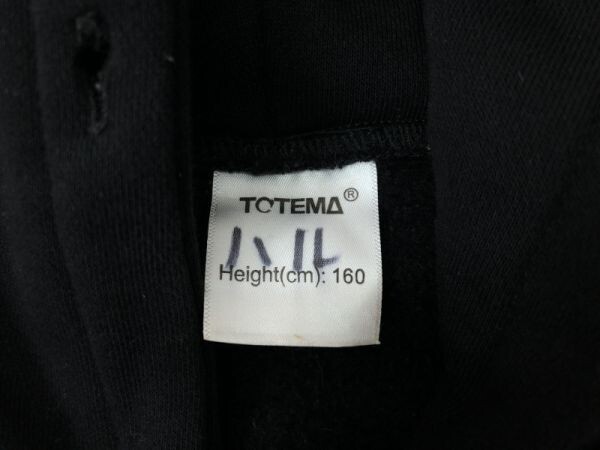 TOTEMA®
ハル
Height(cm): 160